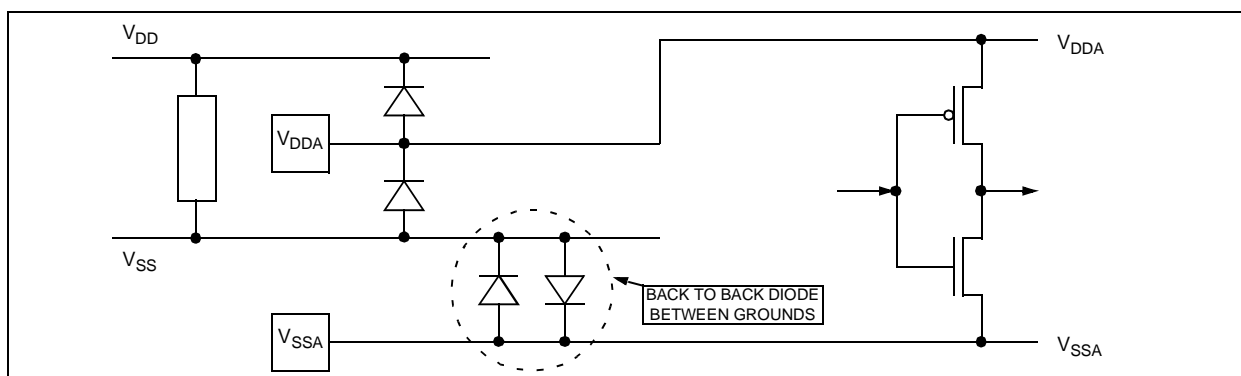 VDD
VDDA
VDDA
VSS
BACK TO BACK DIODE
BETWEEN GROUNDS
VSSA
VSSA